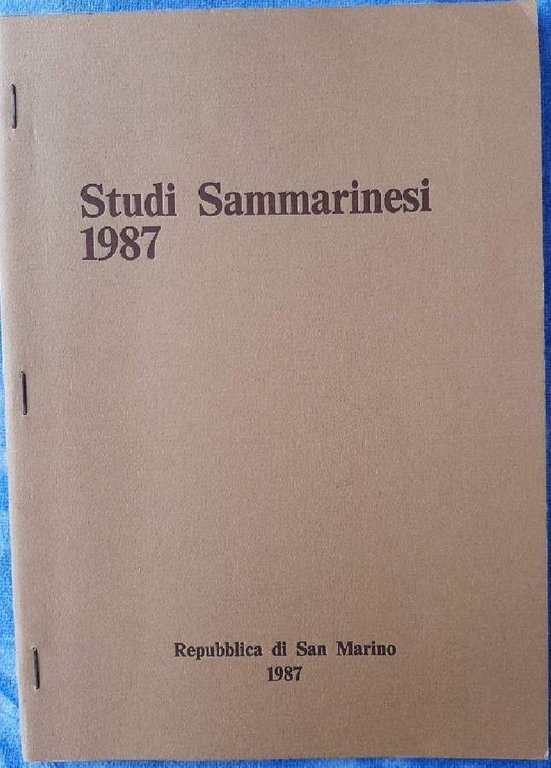 Studi Sammarinesi
1987
Repubblica di San Marino
1987